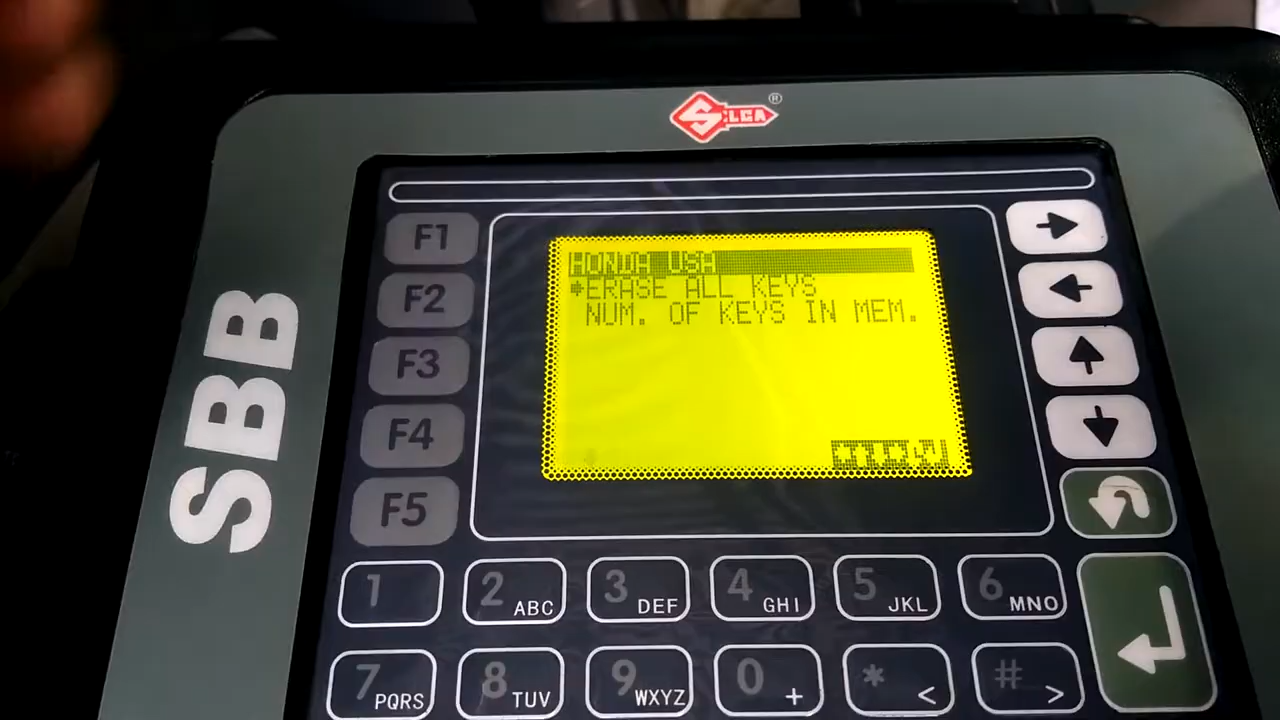 SILCA®
SBB
F1
F2
F3
F4
F5
HONDA USA
ERASE ALL KEYS
NUM. OF KEYS IN MEM.
1
2 ABC
3 DEF
4 GHI
5 JKL
6 MNO
7 PQRS
8 TUV
9 WXYZ
0 +
* <
# >